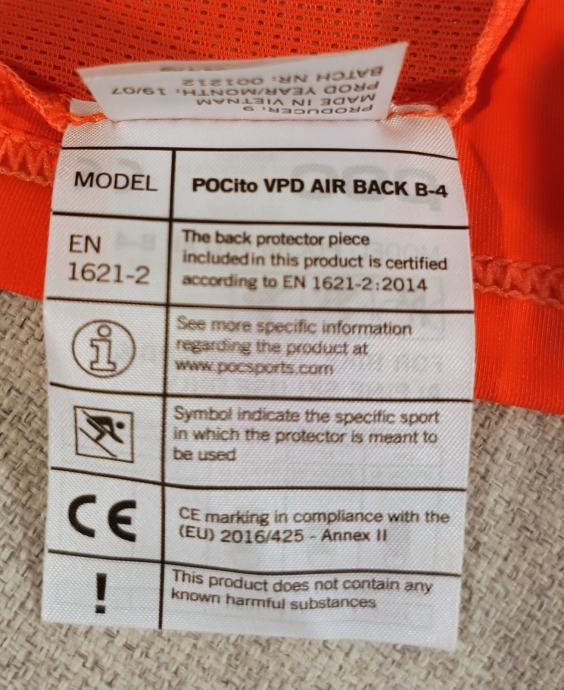 PRODUCER: 9
MADE IN VIETNAM
PROD YEAR/MONTH: 19/07
BATCH NR: 001212
MODEL
POCito VPD AIR BACK B-4
EN
1621-2
The back protector piece
included in this product is certified
according to EN 1621-2:2014
See more specific information
regarding the product at
www.pocsports.com
Symbol indicate the specific sport
in which the protector is meant to
be used
CE
CE marking in compliance with the
(EU) 2016/425 - Annex II
!
This product does not contain any
known harmful substances